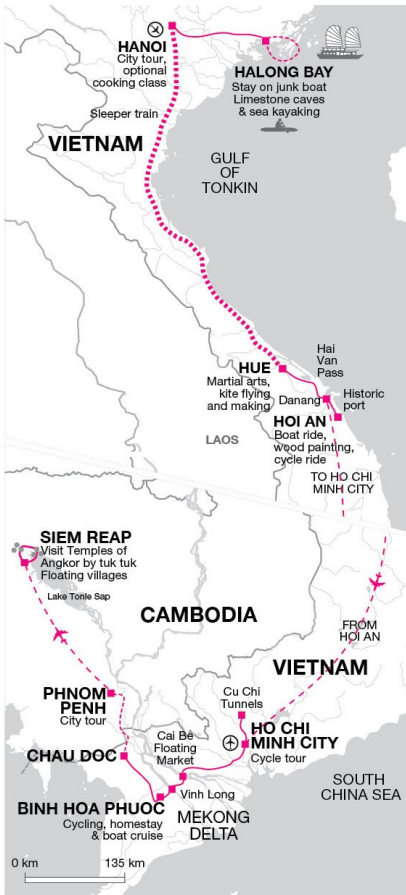 HANOI
City tour,
optional
cooking class
HALONG BAY
Stay on junk boat
Limestone caves
& sea kayaking
Sleeper train
VIETNAM
GULF
OF
TONKIN
HUE
Martial arts,
kite flying
and making
Hai
Van
Pass
Danang
Historic
port
HOI AN
Boat ride,
wood painting,
cycle ride
LAOS
TO HO CHI
MINH CITY
SIEM REAP
Visit Temples of
Angkor by tuk tuk
Floating villages
Lake Tonle Sap
CAMBODIA
FROM
HOI AN
VIETNAM
PHNOM
PENH
City tour
Cu Chi
Tunnels
HO CHI
MINH CITY
Cycle tour
Cai Be
Floating
Market
CHAU DOC
Vinh Long
BINH HOA PHUOC
Cycling, homestay
& boat cruise
MEKONG
DELTA
SOUTH
CHINA SEA
0 km
135 km